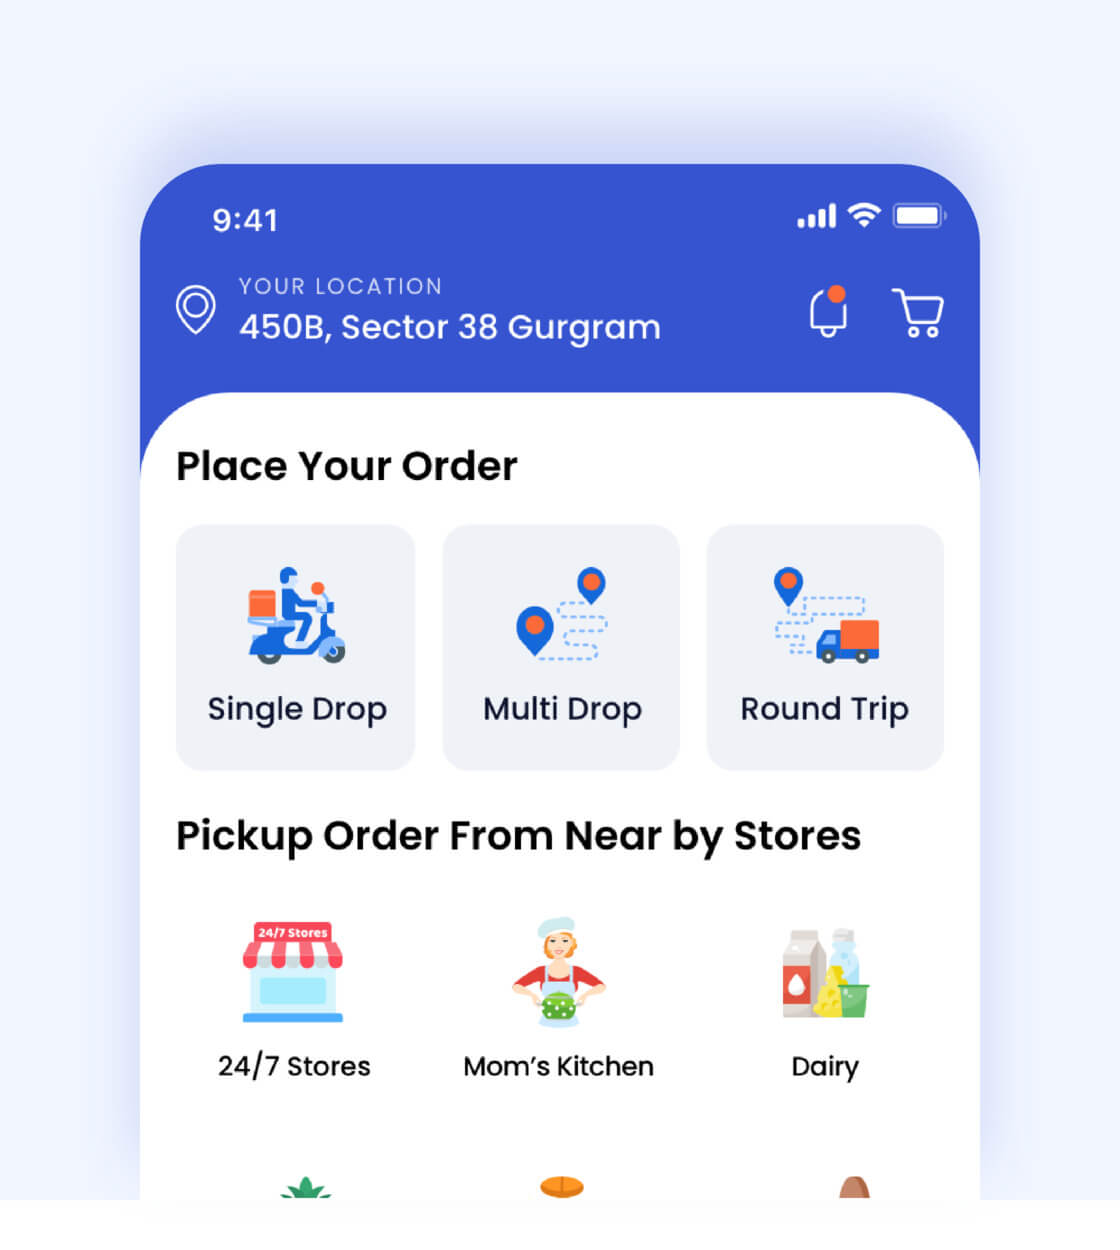 9:41
YOUR LOCATION
450B, Sector 38 Gurgram
Place Your Order
Single Drop
Multi Drop
Round Trip
Pickup Order From Near by Stores
24/7 Stores
24/7 Stores
Mom’s Kitchen
Dairy